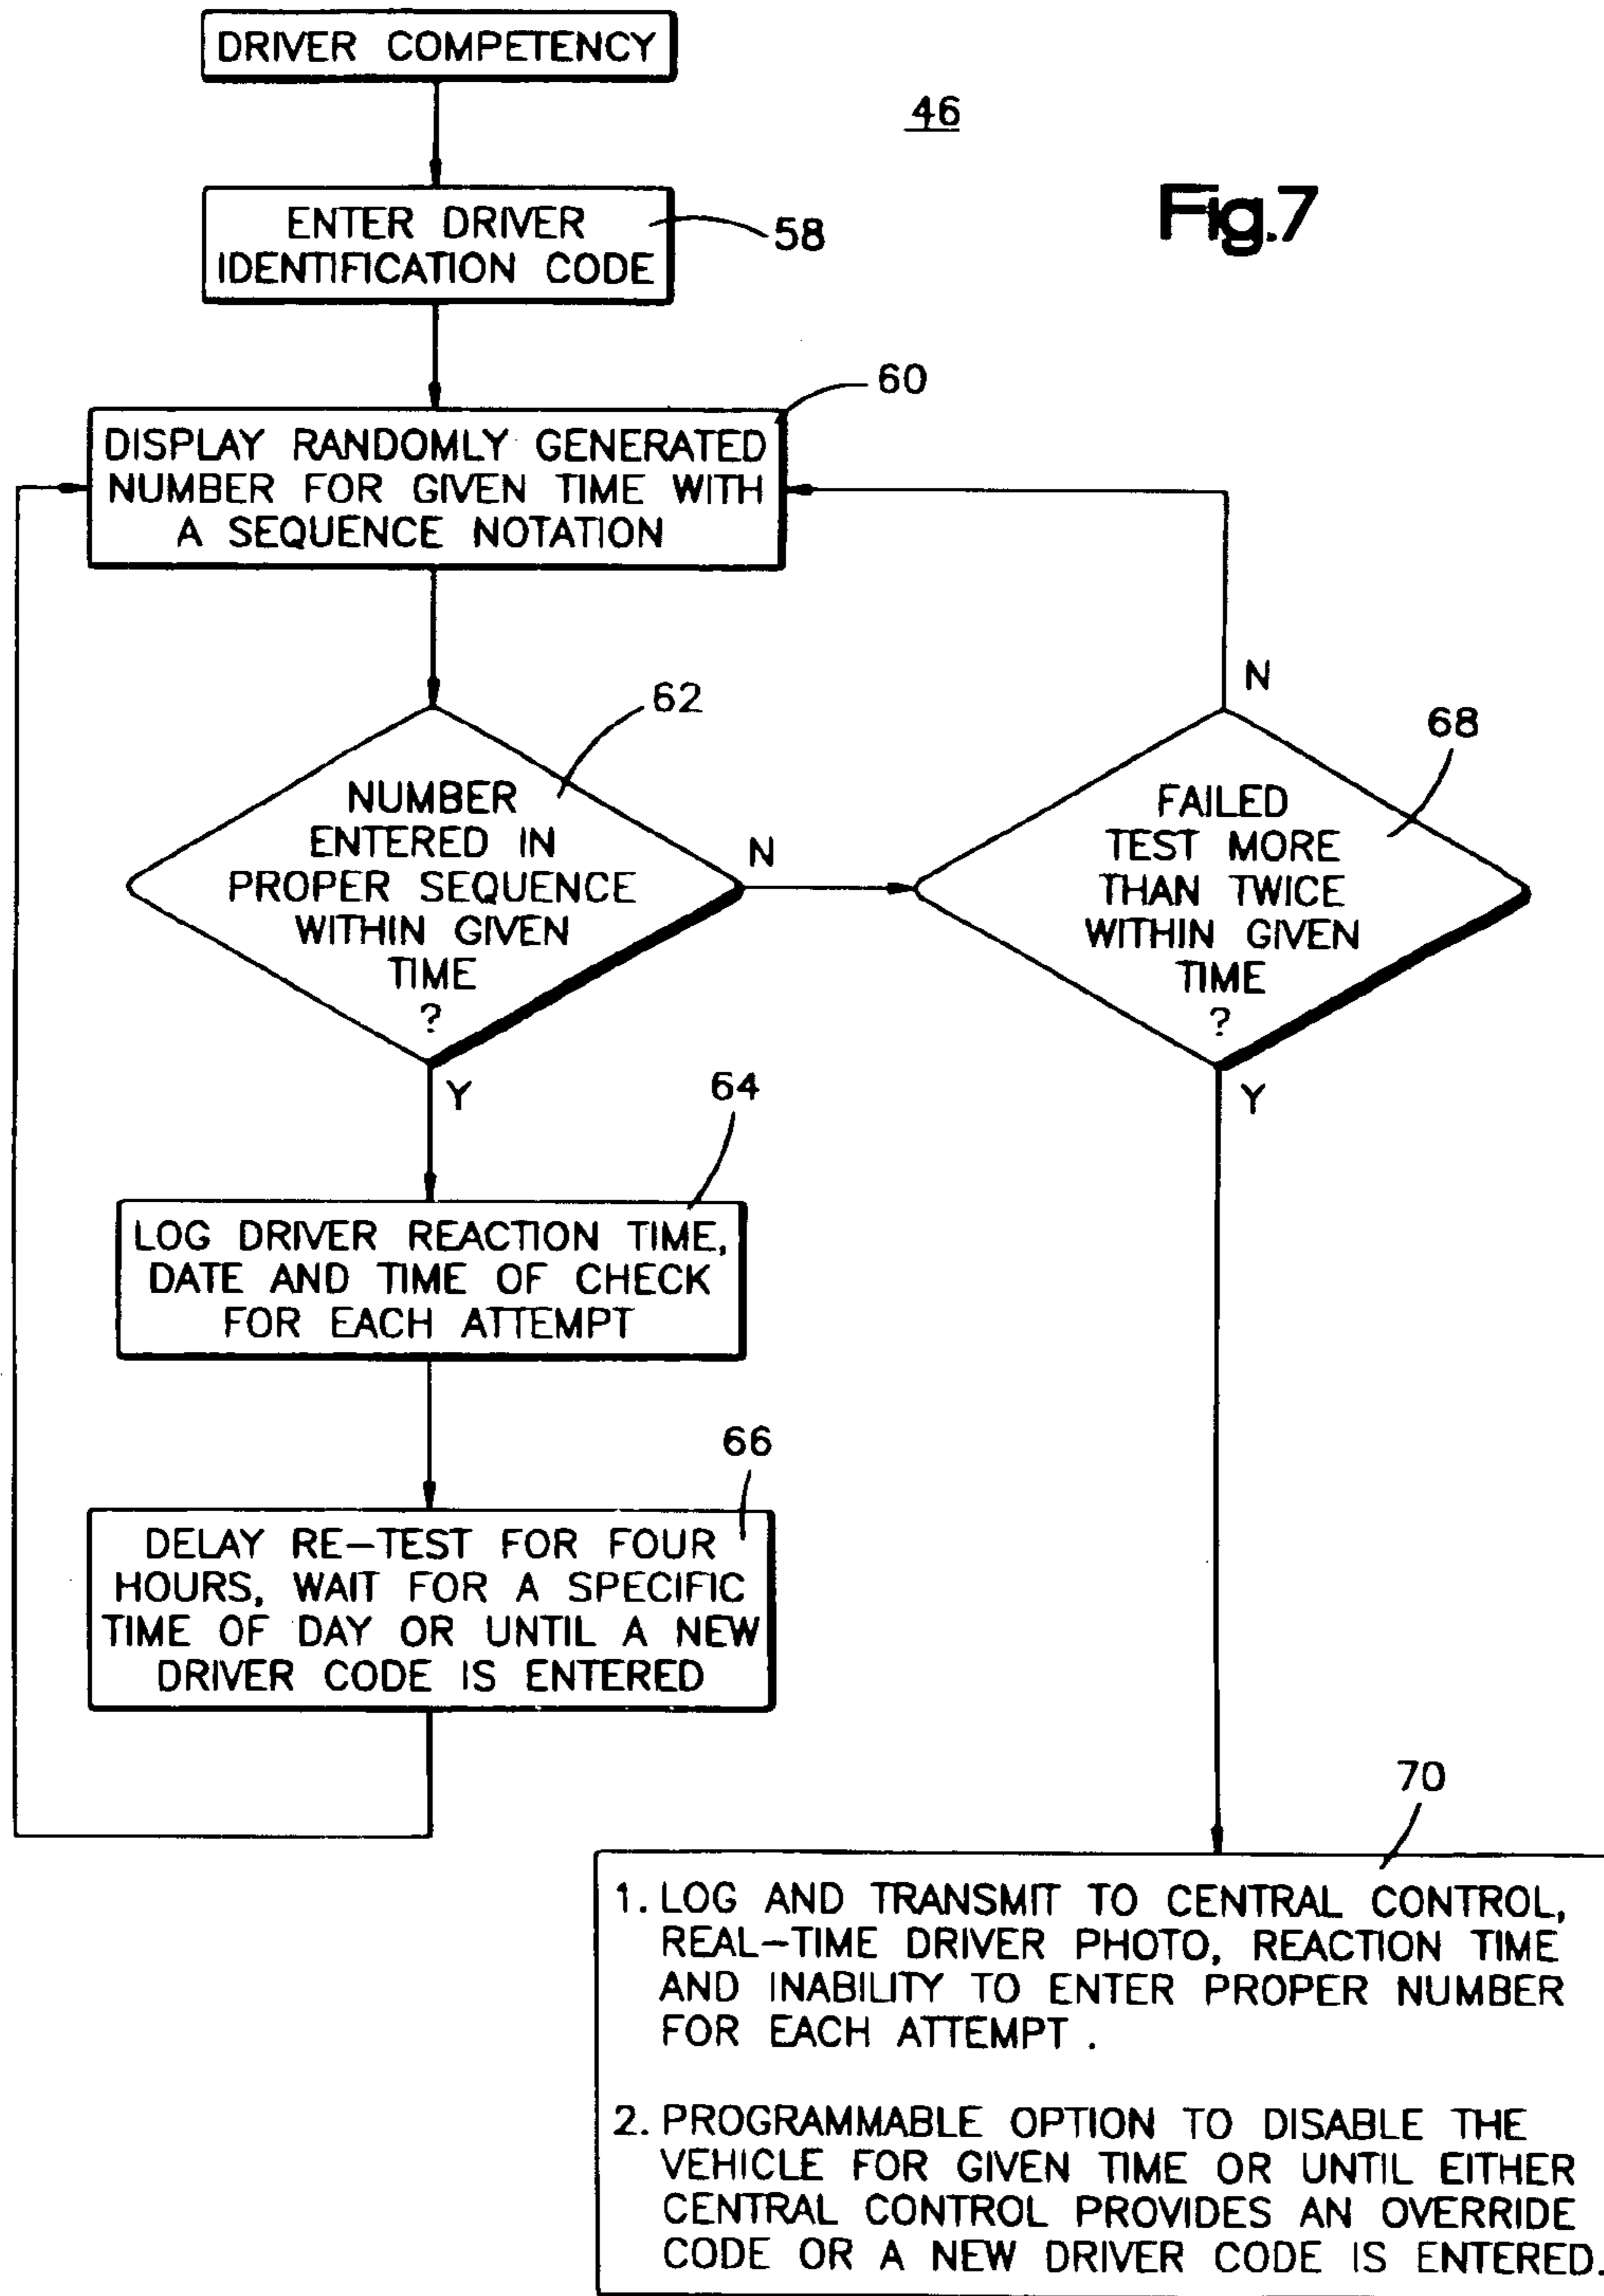 DRIVER COMPETENCY
46
Fig.7
ENTER DRIVER
IDENTIFICATION CODE
58
60
DISPLAY RANDOMLY GENERATED
NUMBER FOR GIVEN TIME WITH
A SEQUENCE NOTATION
62
NUMBER
ENTERED IN
PROPER SEQUENCE
WITHIN GIVEN
TIME
?
N
Y
N
68
FAILED
TEST MORE
THAN TWICE
WITHIN GIVEN
TIME
?
Y
64
LOG DRIVER REACTION TIME,
DATE AND TIME OF CHECK
FOR EACH ATTEMPT
66
DELAY RE-TEST FOR FOUR
HOURS, WAIT FOR A SPECIFIC
TIME OF DAY OR UNTIL A NEW
DRIVER CODE IS ENTERED
70
1. LOG AND TRANSMIT TO CENTRAL CONTROL,
REAL-TIME DRIVER PHOTO, REACTION TIME
AND INABILITY TO ENTER PROPER NUMBER
FOR EACH ATTEMPT .
2. PROGRAMMABLE OPTION TO DISABLE THE
VEHICLE FOR GIVEN TIME OR UNTIL EITHER
CENTRAL CONTROL PROVIDES AN OVERRIDE
CODE OR A NEW DRIVER CODE IS ENTERED.